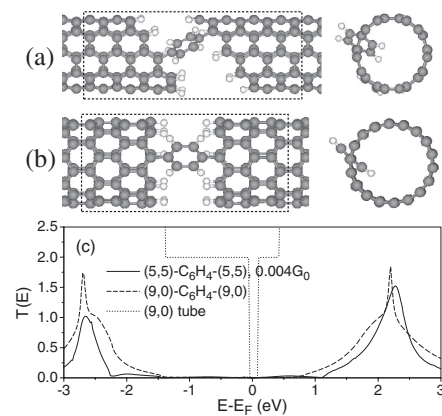 (a)
(b)
(c)
(5,5)-C₆H₄-(5,5), 0.004G₀
(9,0)-C₆H₄-(9,0)
(9,0) tube
T(E)
2.5
2.0
1.5
1.0
0.5
0.0
-3 -2 -1 0 1 2 3
E-E_F (eV)